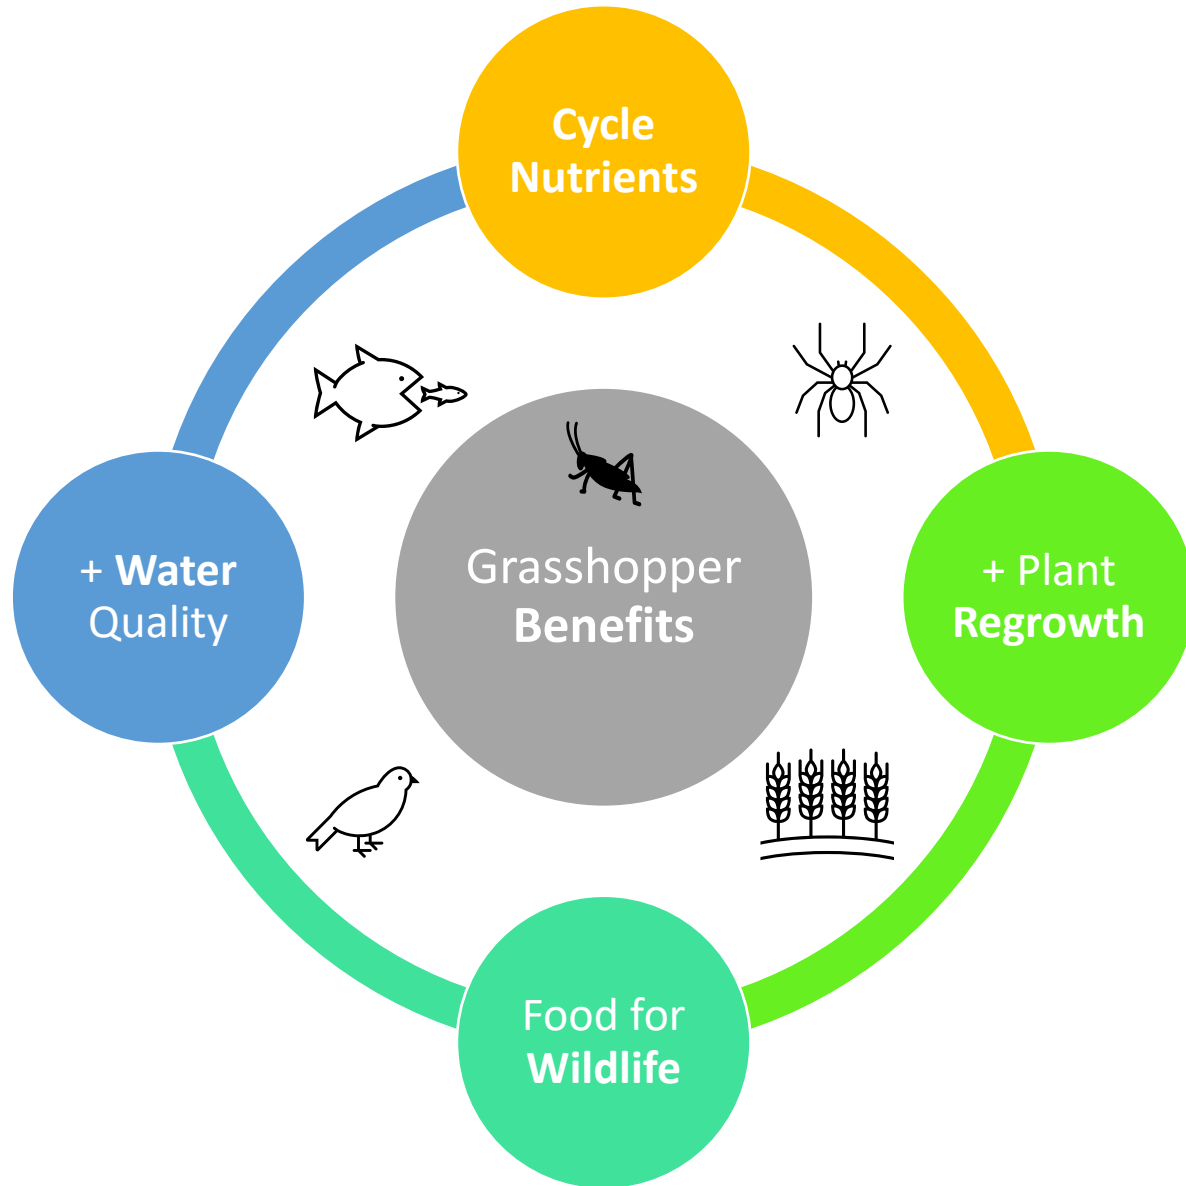 Cycle
Nutrients
+ Water
Quality
Grasshopper
Benefits
+ Plant
Regrowth
Food for
Wildlife